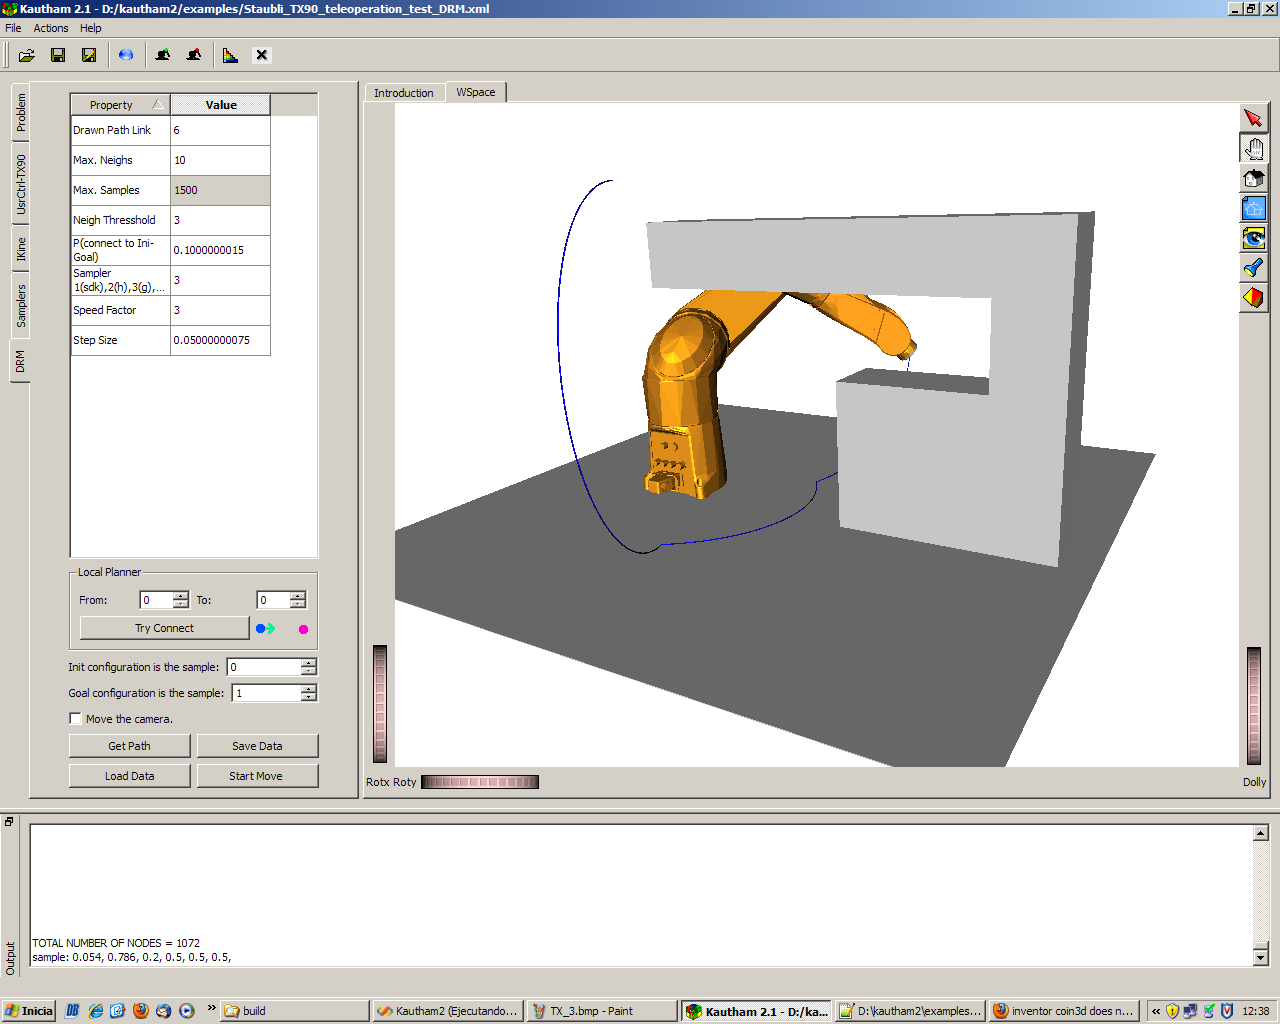 Kautham 2.1 - D:/kautham2/examples/Staubli_TX90_teleoperation_test_DRM.xml
File Actions Help
Problem
UsrCtrl-TX90
IKine
Samplers
DRM
Property Value
Drawn Path Link 6
Max. Neighs 10
Max. Samples 1500
Neigh Thresshold 3
P(connect to Ini-
Goal) 0.1000000015
Sampler
1(sdk),2(h),3(g),... 3
Speed Factor 3
Step Size 0.05000000075
Local Planner
From: 0 To: 0
Try Connect
Init configuration is the sample: 0
Goal configuration is the sample: 1
Move the camera.
Get Path Save Data
Load Data Start Move
Introduction WSpace
Rotx Roty Dolly
Output
TOTAL NUMBER OF NODES = 1072
sample: 0.054, 0.786, 0.2, 0.5, 0.5, 0.5,
Inicia DB » build Kautham2 (Ejecutando... TX_3.bmp - Paint Kautham 2.1 - D:/ka... D:\kautham2\examples... inventor coin3d does n... « 12:38